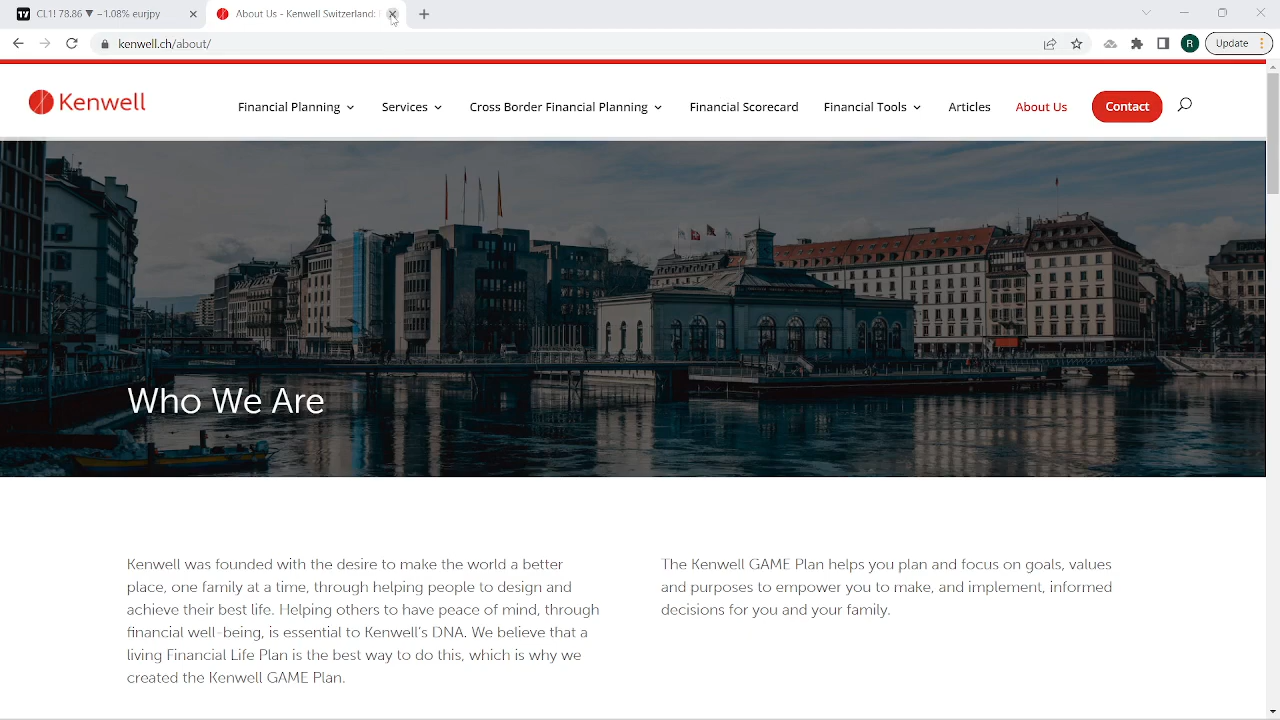 CL1! 78.86 ▼ −1.08% eurjpy
About Us - Kenwell Switzerland:
kenwell.ch/about/
R
Update
Kenwell
Financial Planning
Services
Cross Border Financial Planning
Financial Scorecard
Financial Tools
Articles
About Us
Contact
Who We Are
Kenwell was founded with the desire to make the world a better
place, one family at a time, through helping people to design and
achieve their best life. Helping others to have peace of mind, through
financial well-being, is essential to Kenwell's DNA. We believe that a
living Financial Life Plan is the best way to do this, which is why we
created the Kenwell GAME Plan.
The Kenwell GAME Plan helps you plan and focus on goals, values
and purposes to empower you to make, and implement, informed
decisions for you and your family.